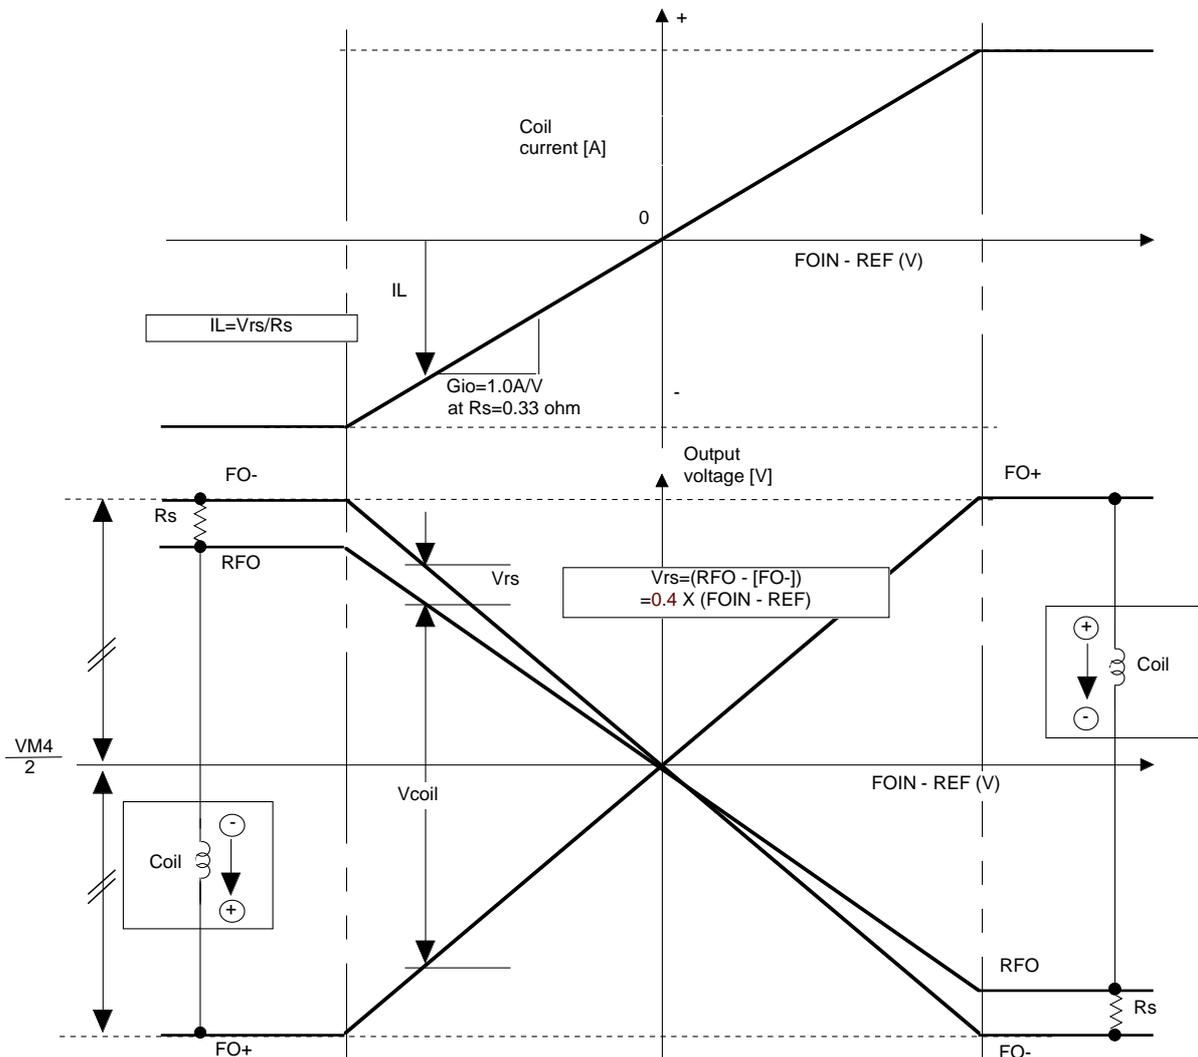 +
Coil
current [A]
0
FOIN - REF (V)
IL
IL=Vrs/Rs
Gio=1.0A/V
at Rs=0.33 ohm
-
Output
voltage [V]
FO-
FO+
Rs
RFO
Vrs
Vrs=(RFO - [FO-])
=0.4 X (FOIN - REF)
+
Coil
-
VM4
2
FOIN - REF (V)
Vcoil
-
Coil
+
RFO
Rs
FO+
FO-